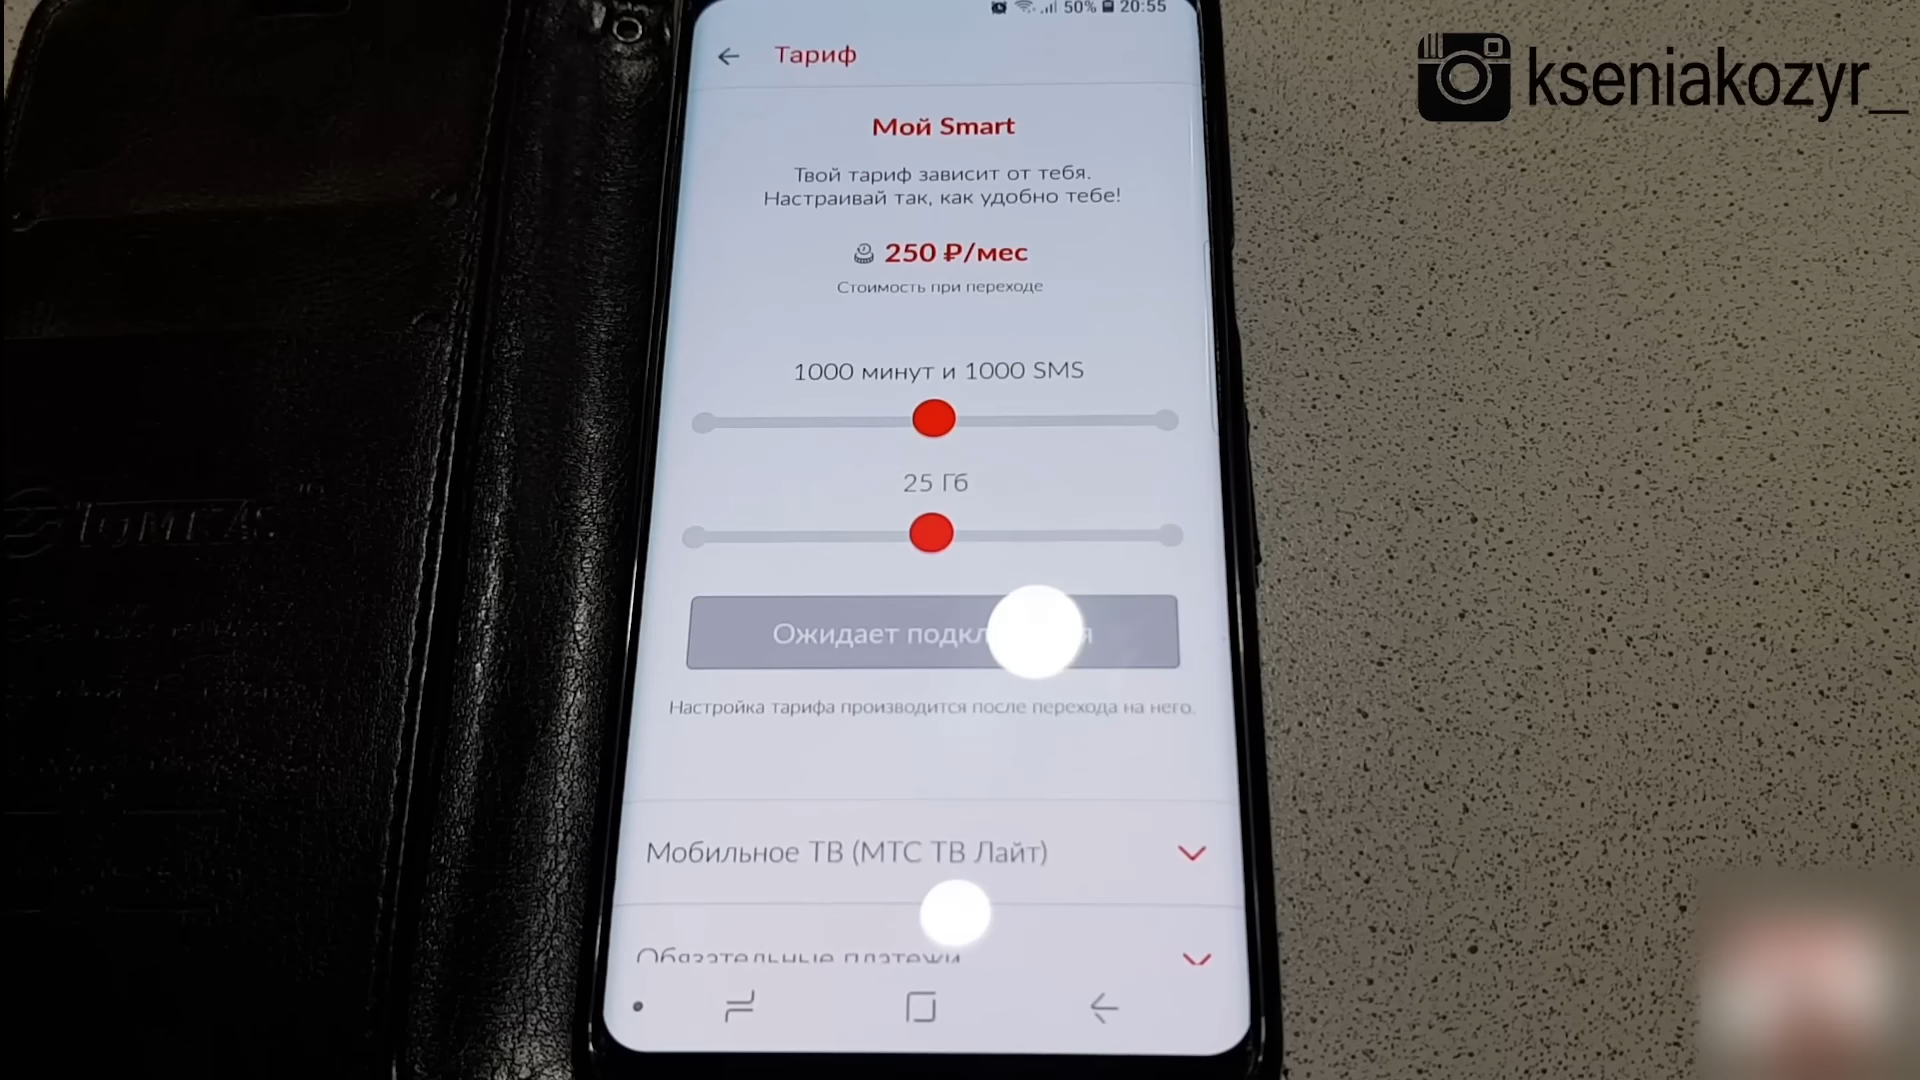 50% 20:55
kseniakozyr_
Тариф
Мой Smart
Твой тариф зависит от тебя.
Настраивай так, как удобно тебе!
250 ₽/мес
Стоимость при переходе
1000 минут и 1000 SMS
25 Гб
Ожидает
Настройка тарифа производится после перехода на него.
Мобильное ТВ (МТС ТВ Лайт)
Обязательные платежи